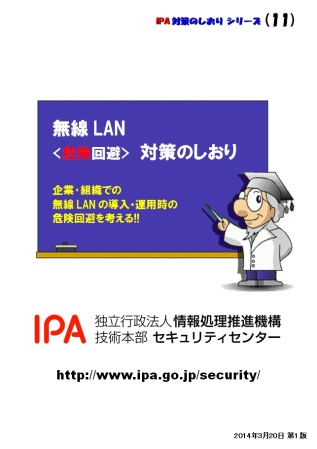 IPA 対策のしおり シリーズ (11)
無線 LAN
<危険回避> 対策のしおり
企業・組織での
無線 LAN の導入・運用時の
危険回避を考える!!
IPA 独立行政法人情報処理推進機構
技術本部 セキュリティセンター
http://www.ipa.go.jp/security/
2014年3月20日 第1版